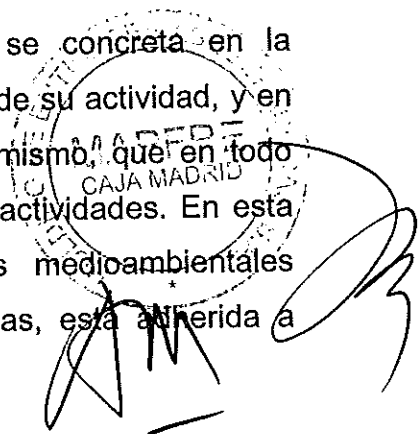 se concreta en la
de su actividad, y en
mismo, que en todo
MAPFRE
CAJA MADRID
actividades. En esta
s medioambientales
*
as, está adherida a